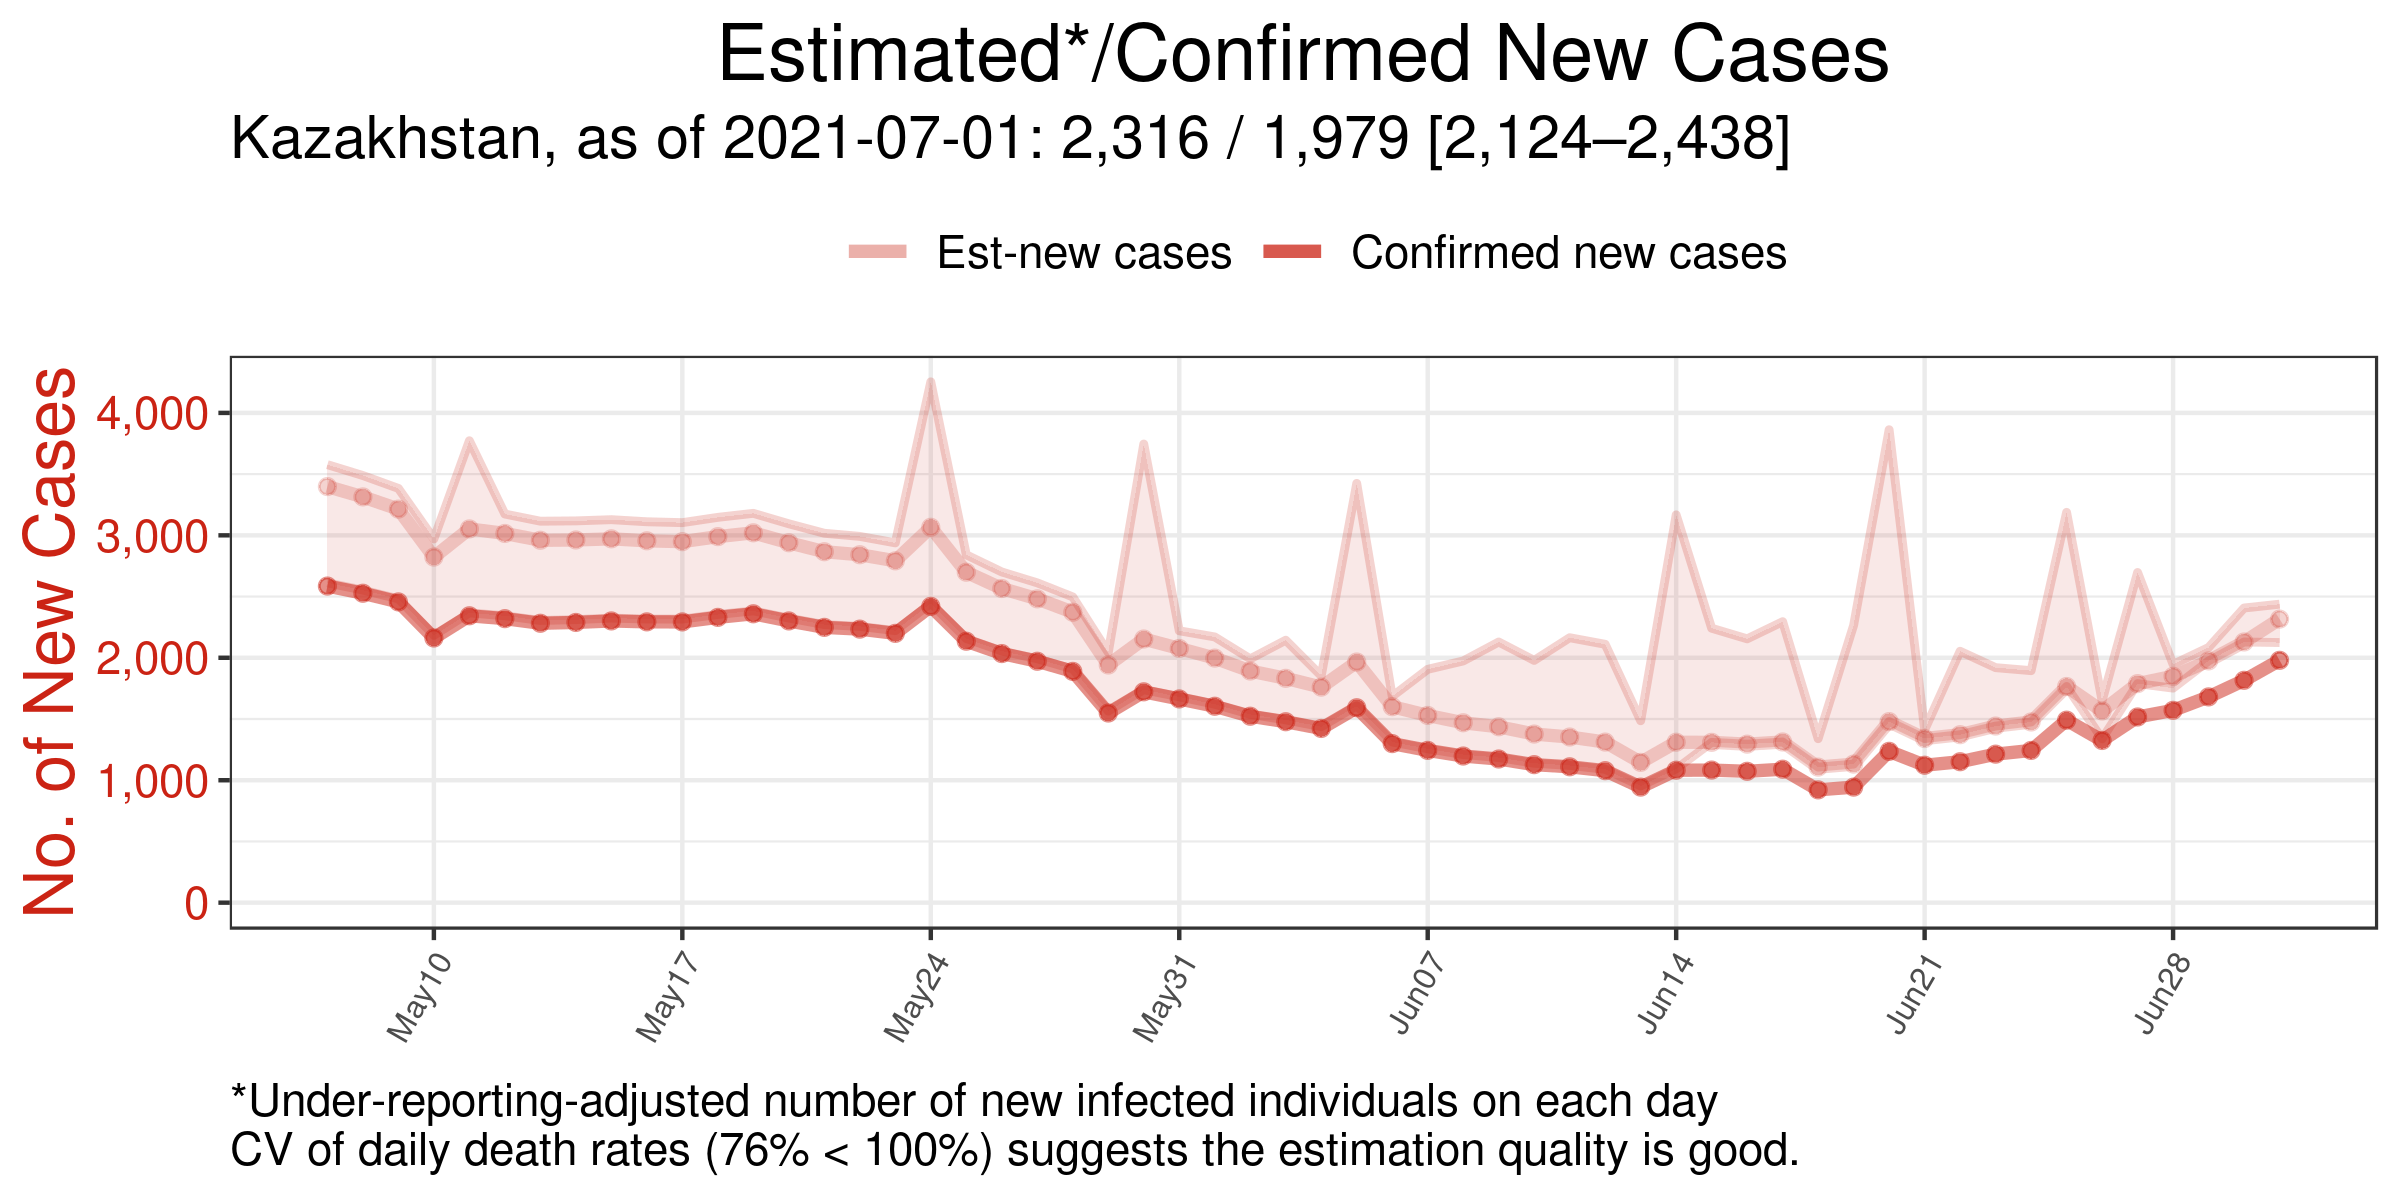 Estimated*/Confirmed New Cases
Kazakhstan, as of 2021-07-01: 2,316 / 1,979 [2,124–2,438]
Est-new cases
Confirmed new cases
No. of New Cases
4,000
3,000
2,000
1,000
0
May10
May17
May24
May31
Jun07
Jun14
Jun21
Jun28
*Under-reporting-adjusted number of new infected individuals on each day
CV of daily death rates (76% < 100%) suggests the estimation quality is good.